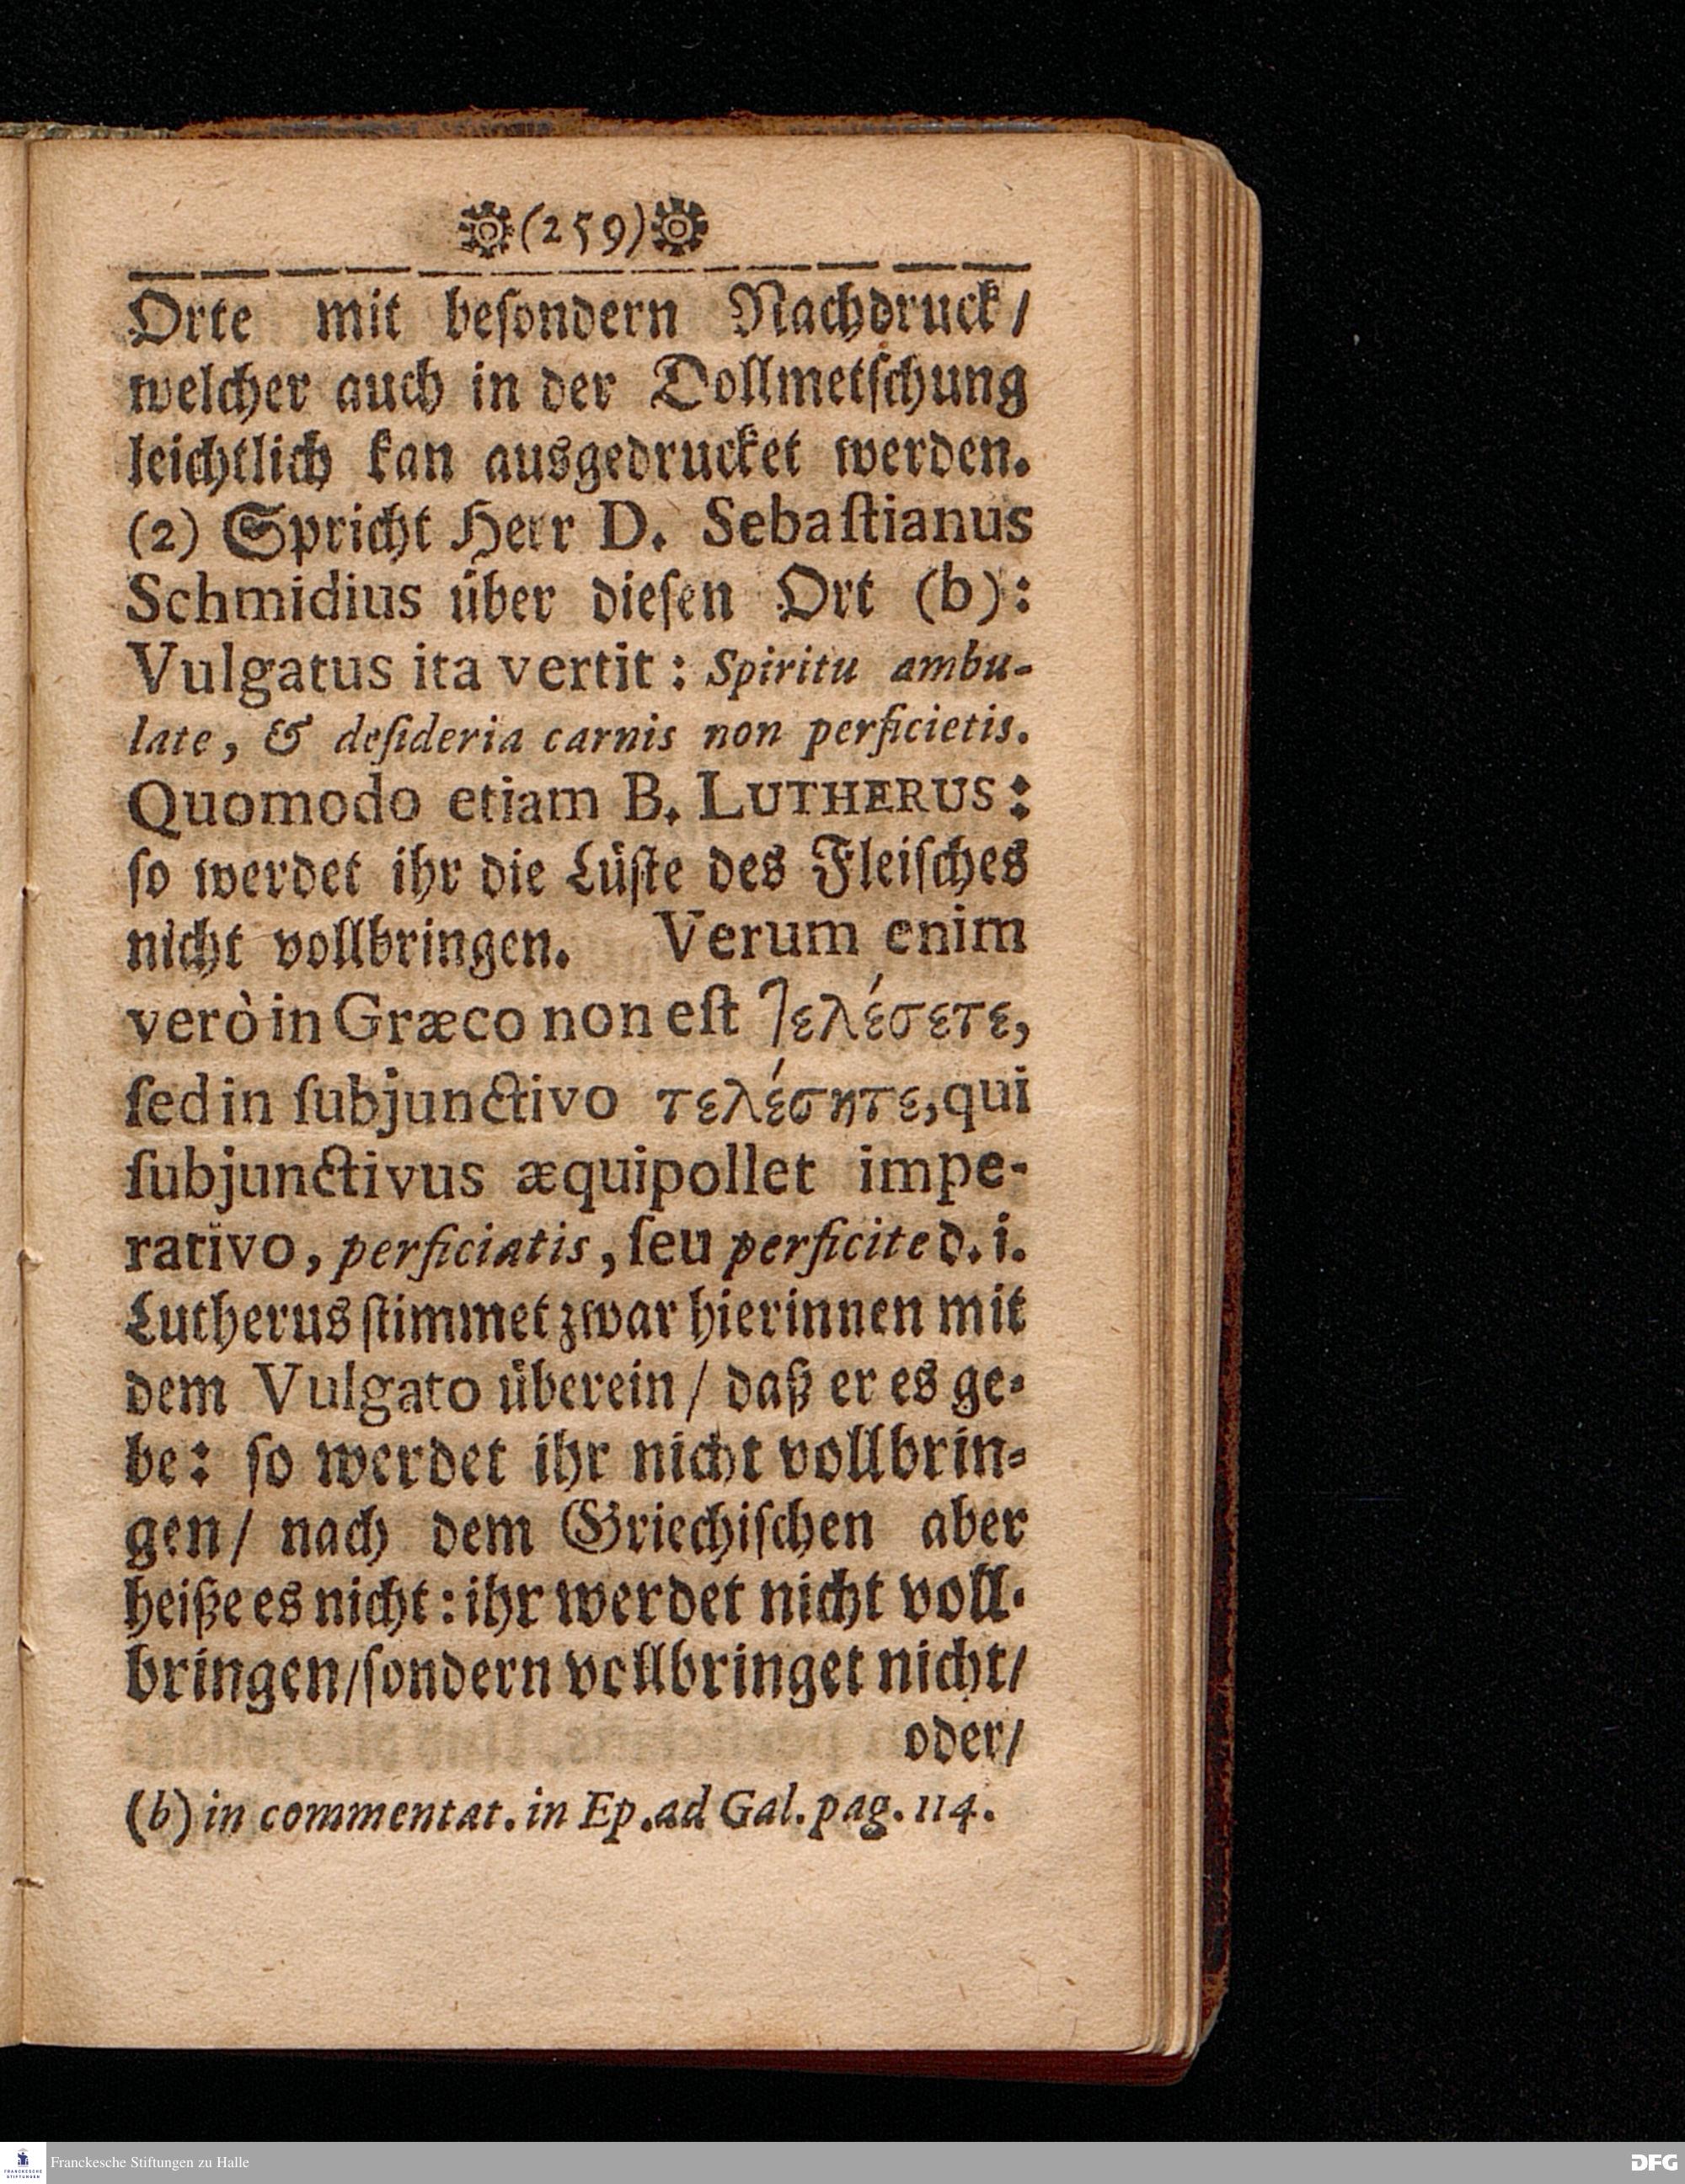 (259)
Orte mit beſondern Nachdruck/
welcher auch in der Dollmetſchung
leichtlich kan ausgedrucket werden.
(2) Spricht Herr D. Sebaſtianus
Schmidius über dieſen Ort (b):
Vulgatus ita vertit: Spiritu ambu-
late, & deſideria carnis non perficietis.
Quomodo etiam B. LUTHERUS:
ſo werdet ihr die Lüſte des Fleiſches
nicht vollbringen. Verum enim
verò in Græco non eſt τελέσετε,
ſed in ſubjunctivo τελέσητε, qui
ſubjunctivus æquipollet impe-
rativo, perficiatis, ſeu perficite d. i.
Lutherus ſtimmet zwar hierinnen mit
dem Vulgato überein/ daß er es ge-
be: ſo werdet ihr nicht vollbrin-
gen/ nach dem Griechiſchen aber
heiße es nicht: ihr werdet nicht voll-
bringen/ſondern vollbringet nicht/
oder/
(b) in commentat. in Ep. ad Gal. pag. 114.
FRANCKESCHE
STIFTUNGEN
Franckesche Stiftungen zu Halle
DFG